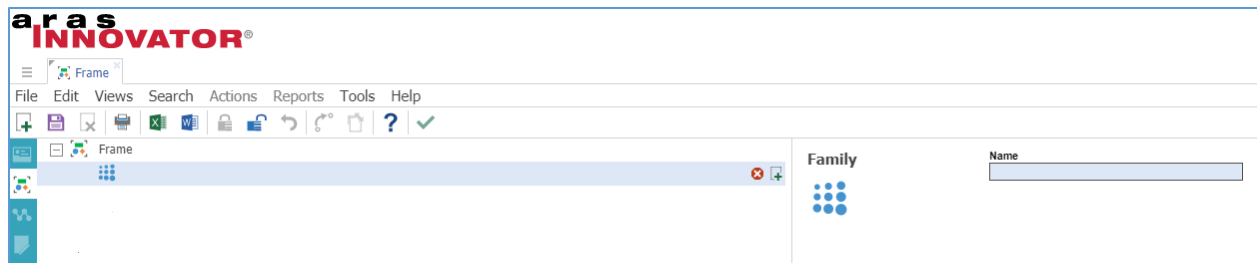 aras
INNOVATOR®
Frame
File Edit Views Search Actions Reports Tools Help
Frame
Family
Name